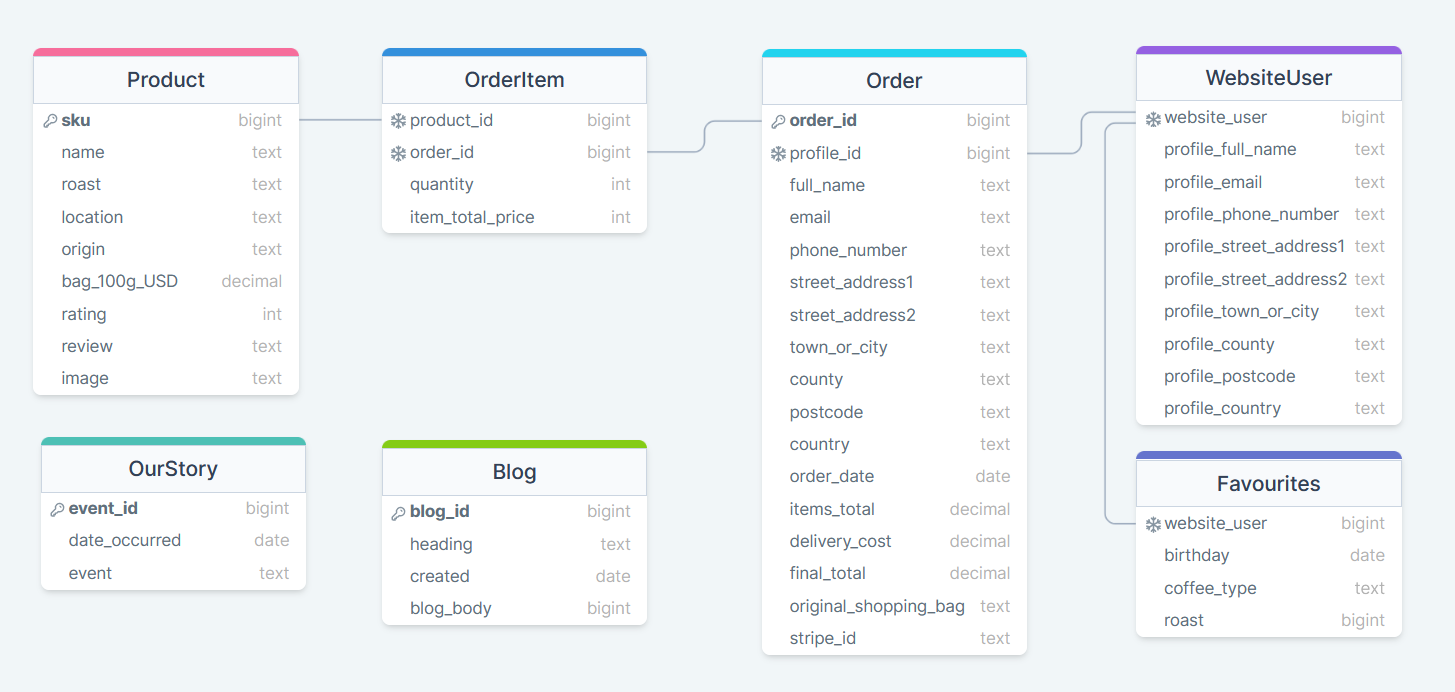 Product
sku bigint
name text
roast text
location text
origin text
bag_100g_USD decimal
rating int
review text
image text
OrderItem
product_id bigint
order_id bigint
quantity int
item_total_price int
Order
order_id bigint
profile_id bigint
full_name text
email text
phone_number text
street_address1 text
street_address2 text
town_or_city text
county text
postcode text
country text
order_date date
items_total decimal
delivery_cost decimal
final_total decimal
original_shopping_bag text
stripe_id text
WebsiteUser
website_user bigint
profile_full_name text
profile_email text
profile_phone_number text
profile_street_address1 text
profile_street_address2 text
profile_town_or_city text
profile_county text
profile_postcode text
profile_country text
OurStory
event_id bigint
date_occurred date
event text
Blog
blog_id bigint
heading text
created date
blog_body bigint
Favourites
website_user bigint
birthday date
coffee_type text
roast bigint